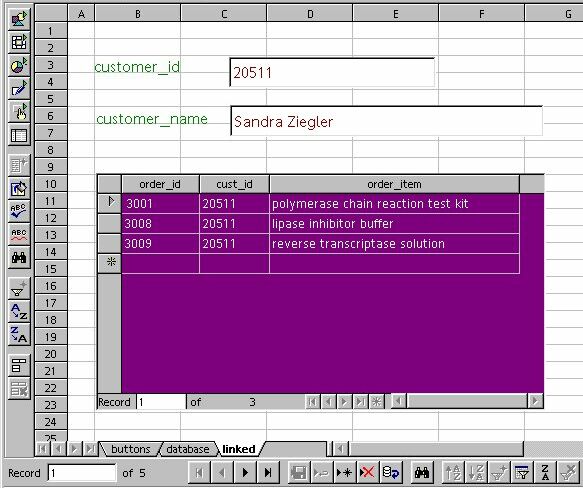 A B C D E F G
1
2
3
customer_id 20511
4
5
6
customer_name Sandra Ziegler
7
8
9
10
order_id cust_id order_item
11
3001 20511 polymerase chain reaction test kit
12
3008 20511 lipase inhibitor buffer
13
3009 20511 reverse transcriptase solution
14
15
16
17
18
19
20
21
22
Record 1 of 3
23
24
25
buttons database linked
Record 1 of 5